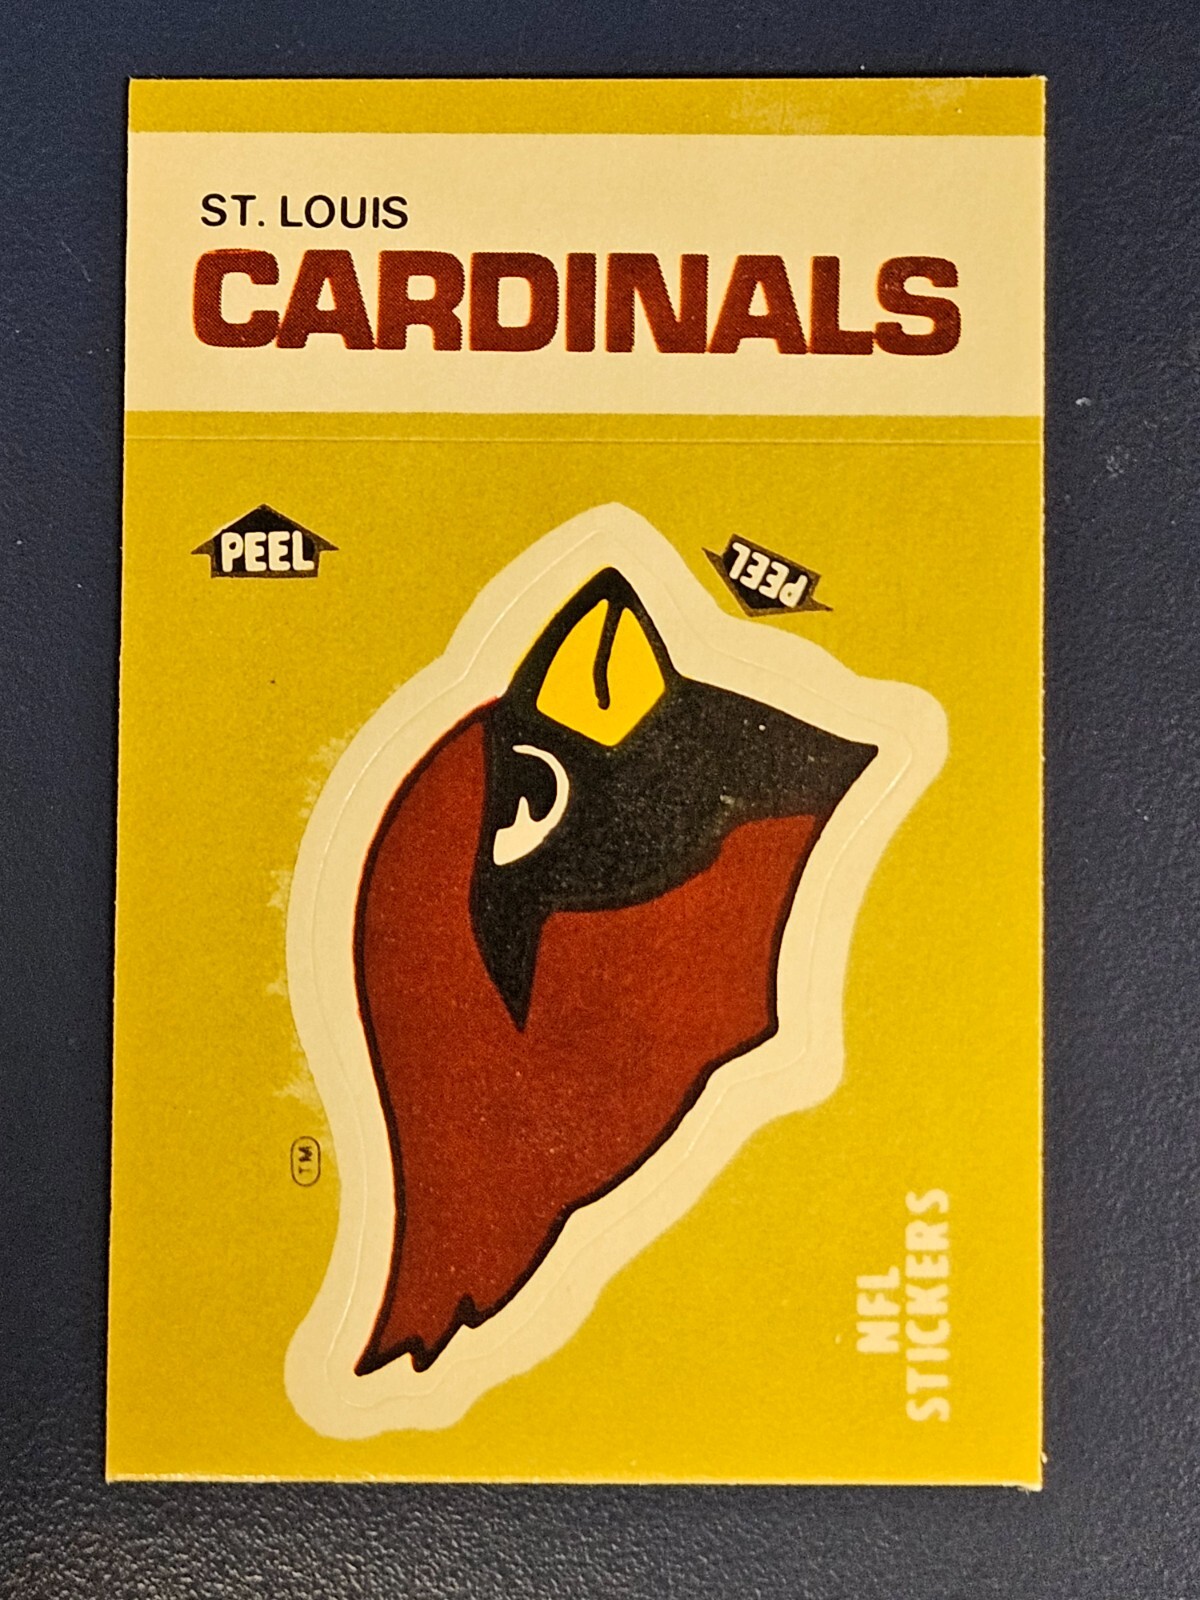 ST. LOUIS
CARDINALS
PEEL
PEEL
TM
NFL
STICKERS